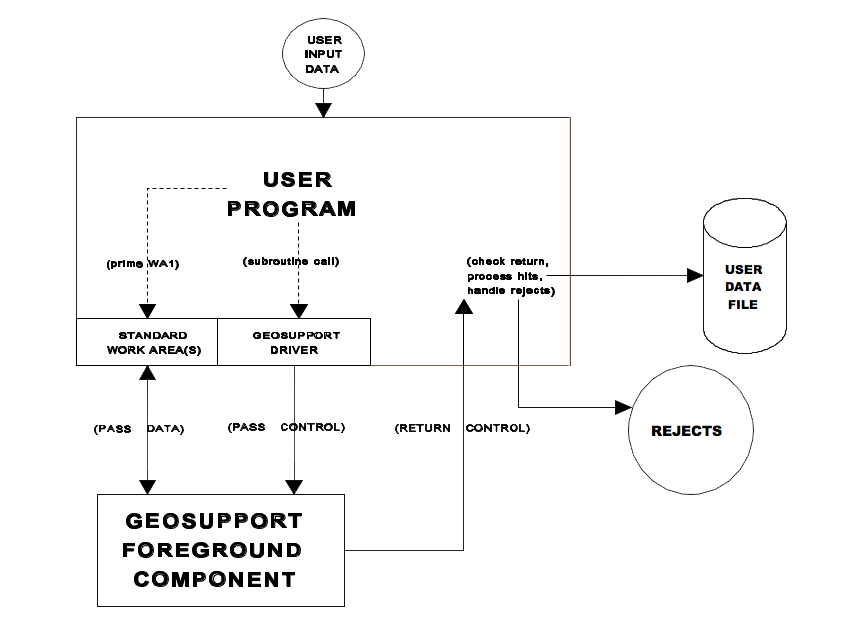 USER
INPUT
DATA
USER
PROGRAM
(prime WA1)
(subroutine call)
(check return,
process hits,
handle rejects)
USER
DATA
FILE
STANDARD
WORK AREA(S)
GEOSUPPORT
DRIVER
(PASS DATA)
(PASS CONTROL)
(RETURN CONTROL)
REJECTS
GEOSUPPORT
FOREGROUND
COMPONENT